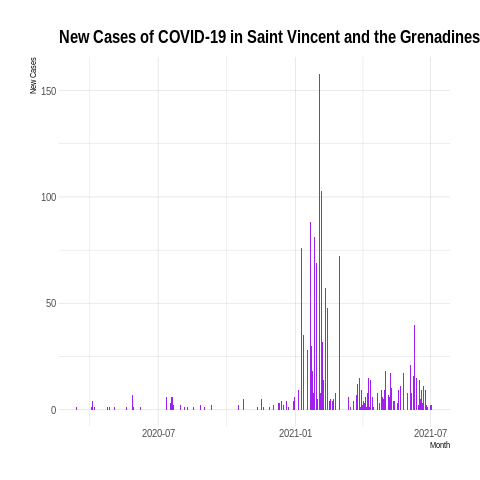 New Cases of COVID-19 in Saint Vincent and the Grenadines
New Cases
150
100
50
0
2020-07
2021-01
2021-07
Month